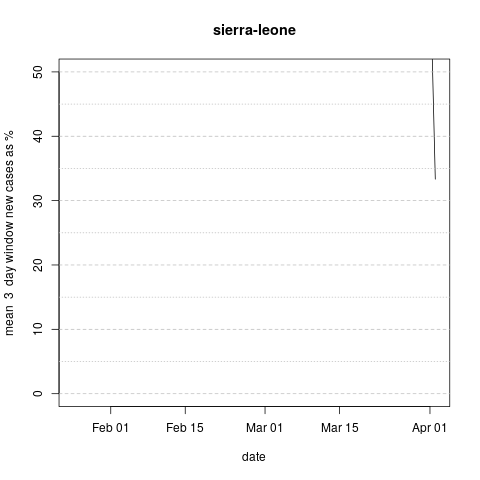 sierra-leone
mean  3  day window new cases as %
50
40
30
20
10
0
Feb 01
Feb 15
Mar 01
Mar 15
Apr 01
date